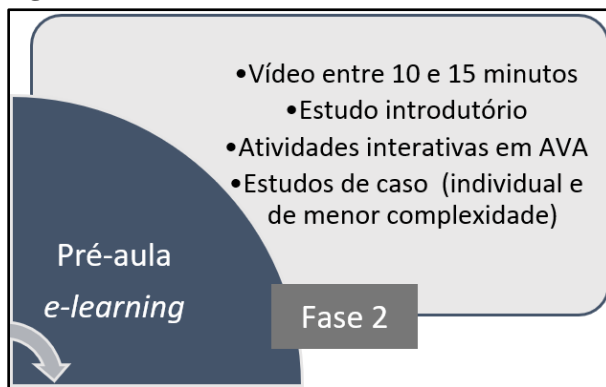 •Vídeo entre 10 e 15 minutos
•Estudo introdutório
•Atividades interativas em AVA
•Estudos de caso (individual e
de menor complexidade)
Pré-aula
e-learning
Fase 2